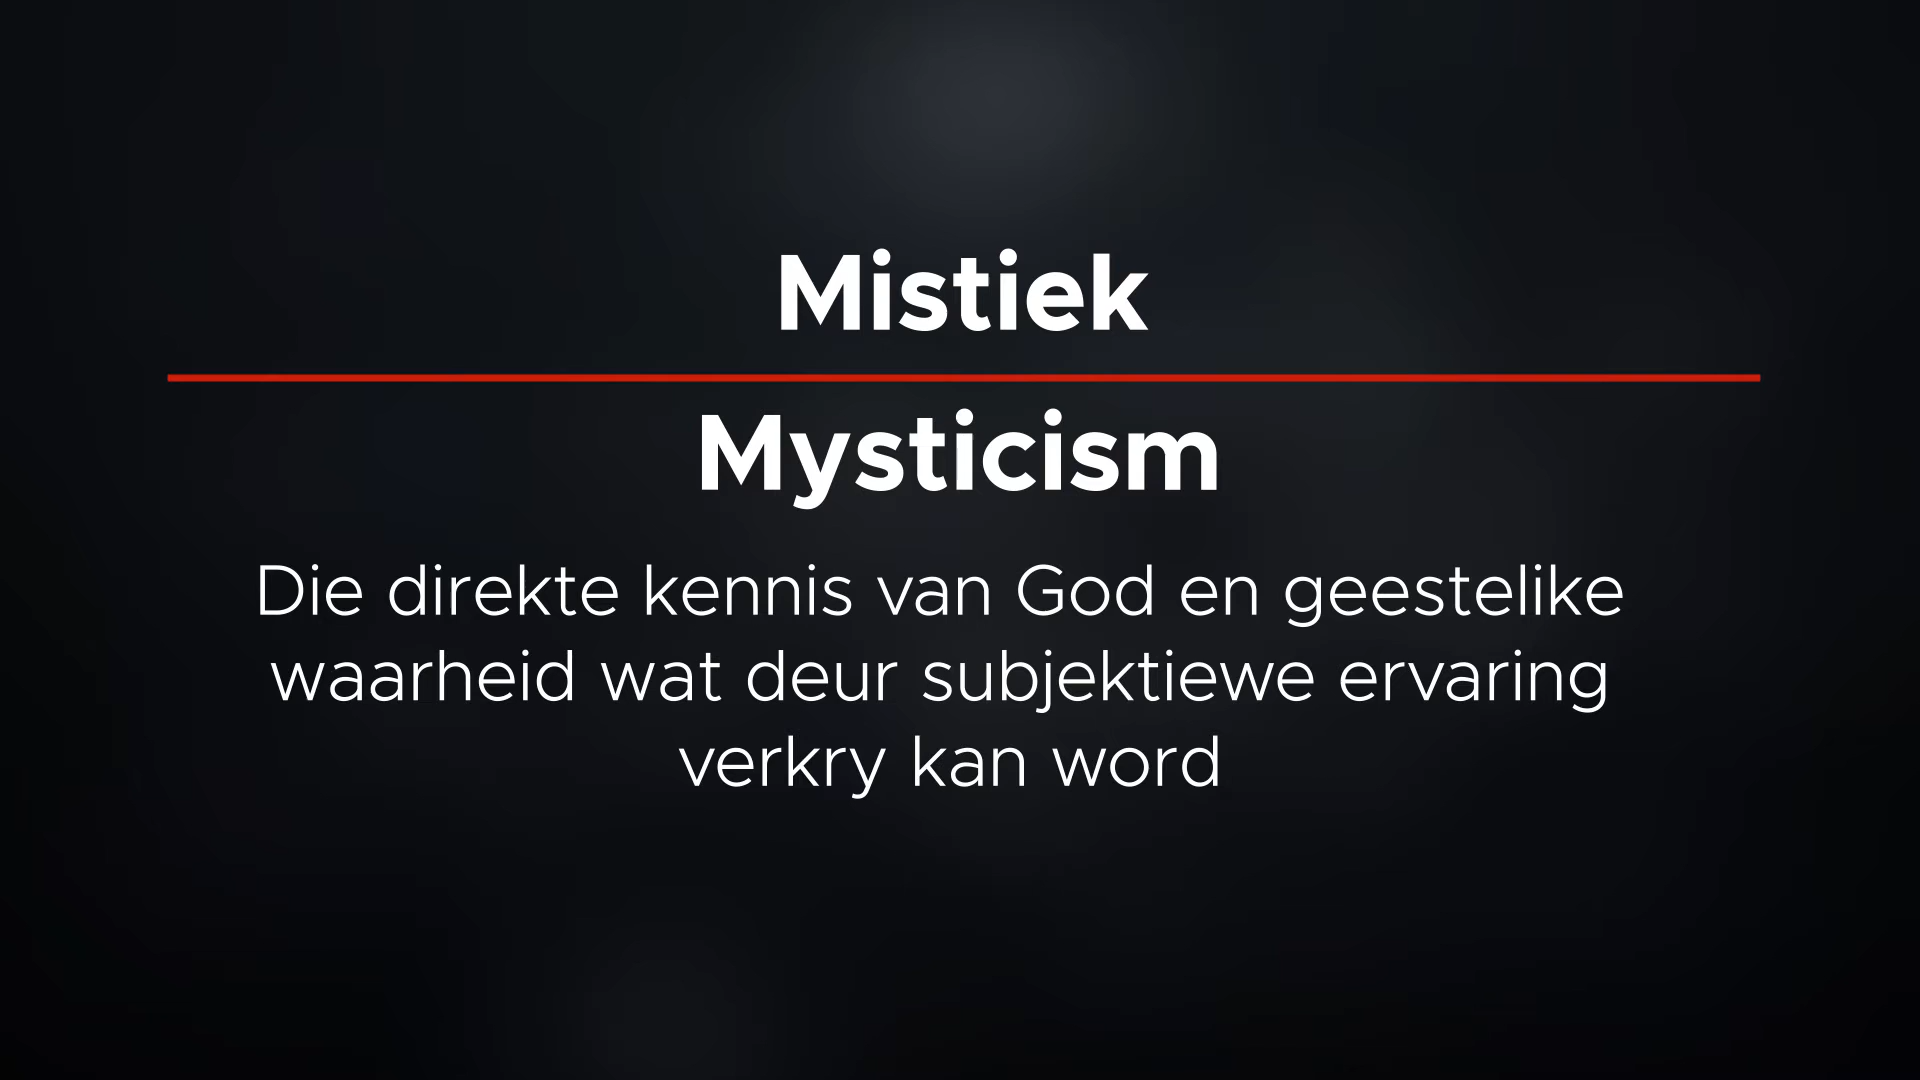 Mistiek
Mysticism
Die direkte kennis van God en geestelike
waarheid wat deur subjektiewe ervaring
verkry kan word